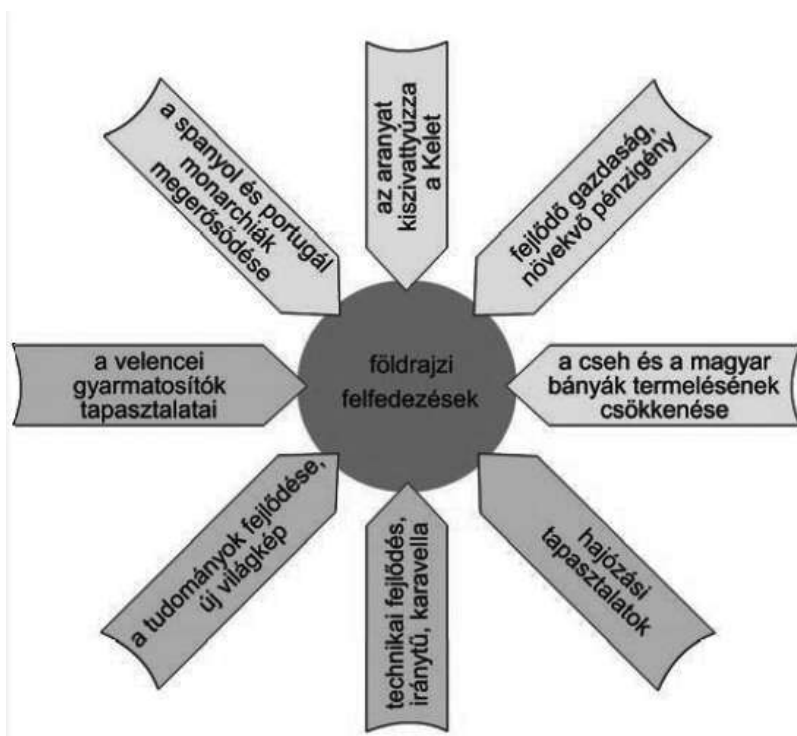 az aranyat
kiszivattyúzza
a Kelet
fejlődő gazdaság,
növekvő pénzigény
a cseh és a magyar
bányák termelésének
csökkenése
hajózási
tapasztalatok
technikai fejlődés,
iránytű, karavella
a tudományok fejlődése,
új világkép
a velencei
gyarmatosítók
tapasztalatai
a spanyol és portugál
monarchiák
megerősödése
földrajzi
felfedezések